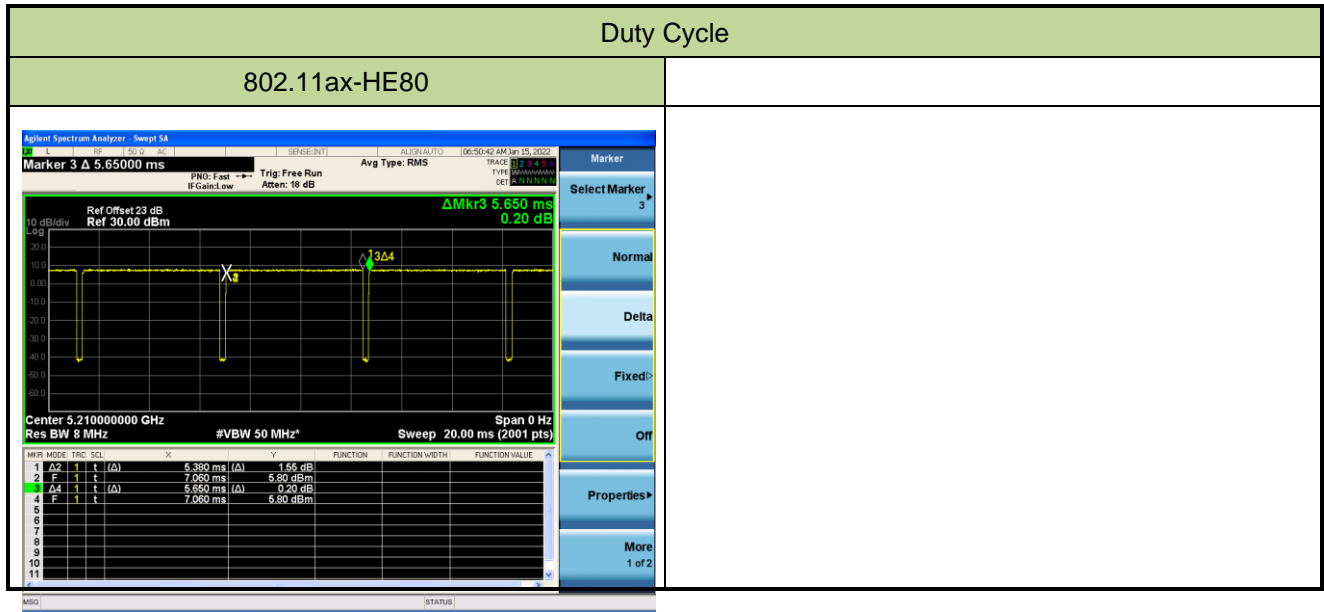 Duty Cycle
802.11ax-HE80
Agilent Spectrum Analyzer - Swept SA
L RF 50 Ω AC SENSE:INT ALIGN AUTO 06:50:42 AM Jan 15, 2022
Marker 3 Δ 5.65000 ms
PNO: Fast Trig: Free Run Avg Type: RMS TRACE 1 2 3 4 5 6
TYPE
IFGain:Low Atten: 18 dB DET A N N N N N
ΔMkr3 5.650 ms
0.20 dB
Ref Offset 23 dB
10 dB/div Ref 30.00 dBm
Log
20.0
10.0
0.00
-10.0
-20.0
-30.0
-40.0
-50.0
-60.0
3Δ4
Center 5.210000000 GHz Span 0 Hz
Res BW 8 MHz #VBW 50 MHz* Sweep 20.00 ms (2001 pts)
MKR MODE TRC SCL X Y FUNCTION FUNCTION WIDTH FUNCTION VALUE
1 Δ2 1 t (Δ) 5.380 ms (Δ) 1.55 dB
2 F 1 t 7.060 ms 5.80 dBm
3 Δ4 1 t (Δ) 5.650 ms (Δ) 0.20 dB
4 F 1 t 7.060 ms 5.80 dBm
5
6
7
8
9
10
11
MSG STATUS
Marker
Select Marker
3
Normal
Delta
Fixed
Off
Properties
More
1 of 2